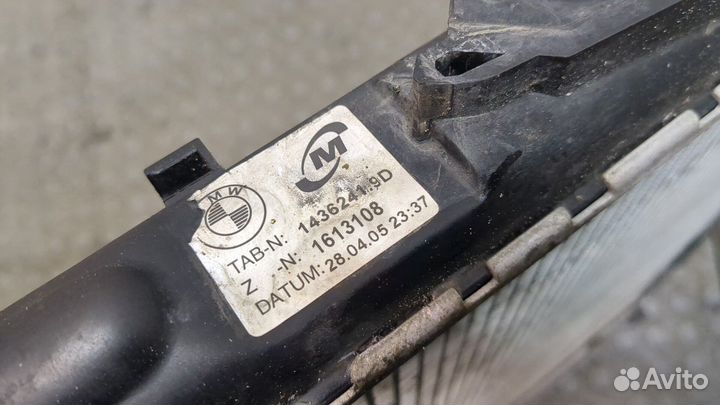 BMW
M
TAB-N: 1436241.9D
Z .-N: 1613108
DATUM: 28.04.05 23:37
Avito